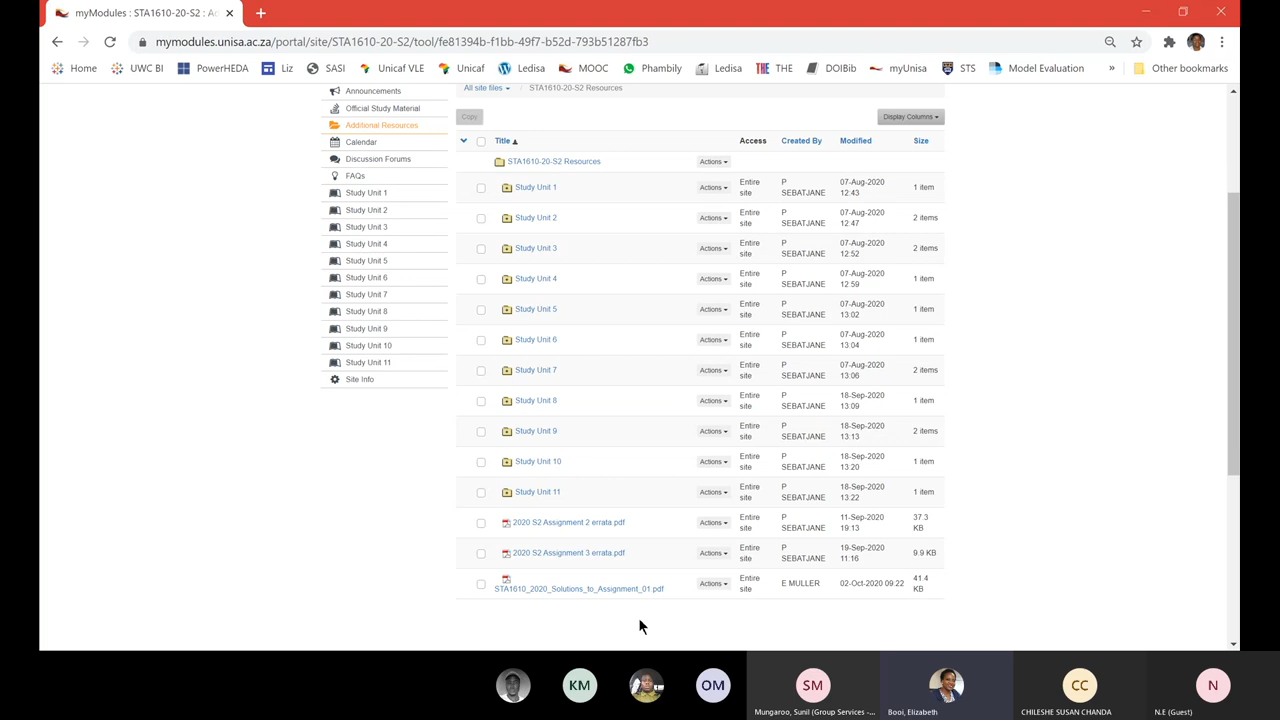 myModules : STA1610-20-S2 : A
mymodules.unisa.ac.za/portal/site/STA1610-20-S2/tool/fe81394b-f1bb-49f7-b52d-793b51287fb3
Home UWC BI PowerHEDA Liz SASI Unicaf VLE Unicaf Ledisa MOOC Phambily Ledisa THE DOIBib myUnisa STS Model Evaluation » Other bookmarks
Announcements
Official Study Material
Additional Resources
Calendar
Discussion Forums
FAQs
Study Unit 1
Study Unit 2
Study Unit 3
Study Unit 4
Study Unit 5
Study Unit 6
Study Unit 7
Study Unit 8
Study Unit 9
Study Unit 10
Study Unit 11
Site Info
All site files › STA1610-20-S2 Resources
Copy Display Columns
Title Access Created By Modified Size
STA1610-20-S2 Resources Actions
Study Unit 1 Actions Entire site P SEBATJANE 07-Aug-2020 12:43 1 item
Study Unit 2 Actions Entire site P SEBATJANE 07-Aug-2020 12:47 2 items
Study Unit 3 Actions Entire site P SEBATJANE 07-Aug-2020 12:52 2 items
Study Unit 4 Actions Entire site P SEBATJANE 07-Aug-2020 12:59 1 item
Study Unit 5 Actions Entire site P SEBATJANE 07-Aug-2020 13:02 1 item
Study Unit 6 Actions Entire site P SEBATJANE 07-Aug-2020 13:04 1 item
Study Unit 7 Actions Entire site P SEBATJANE 07-Aug-2020 13:06 2 items
Study Unit 8 Actions Entire site P SEBATJANE 18-Sep-2020 13:09 1 item
Study Unit 9 Actions Entire site P SEBATJANE 18-Sep-2020 13:13 2 items
Study Unit 10 Actions Entire site P SEBATJANE 18-Sep-2020 13:20 1 item
Study Unit 11 Actions Entire site P SEBATJANE 18-Sep-2020 13:22 1 item
2020 S2 Assignment 2 errata.pdf Actions Entire site P SEBATJANE 11-Sep-2020 19:13 37.3 KB
2020 S2 Assignment 3 errata.pdf Actions Entire site P SEBATJANE 19-Sep-2020 11:16 9.9 KB
STA1610_2020_Solutions_to_Assignment_01.pdf Actions Entire site E MULLER 02-Oct-2020 09:22 41.4 KB
KM OM SM CC N
Mungaroo, Sunil (Group Services -... Booi, Elizabeth CHILESHE SUSAN CHANDA N.E (Guest)